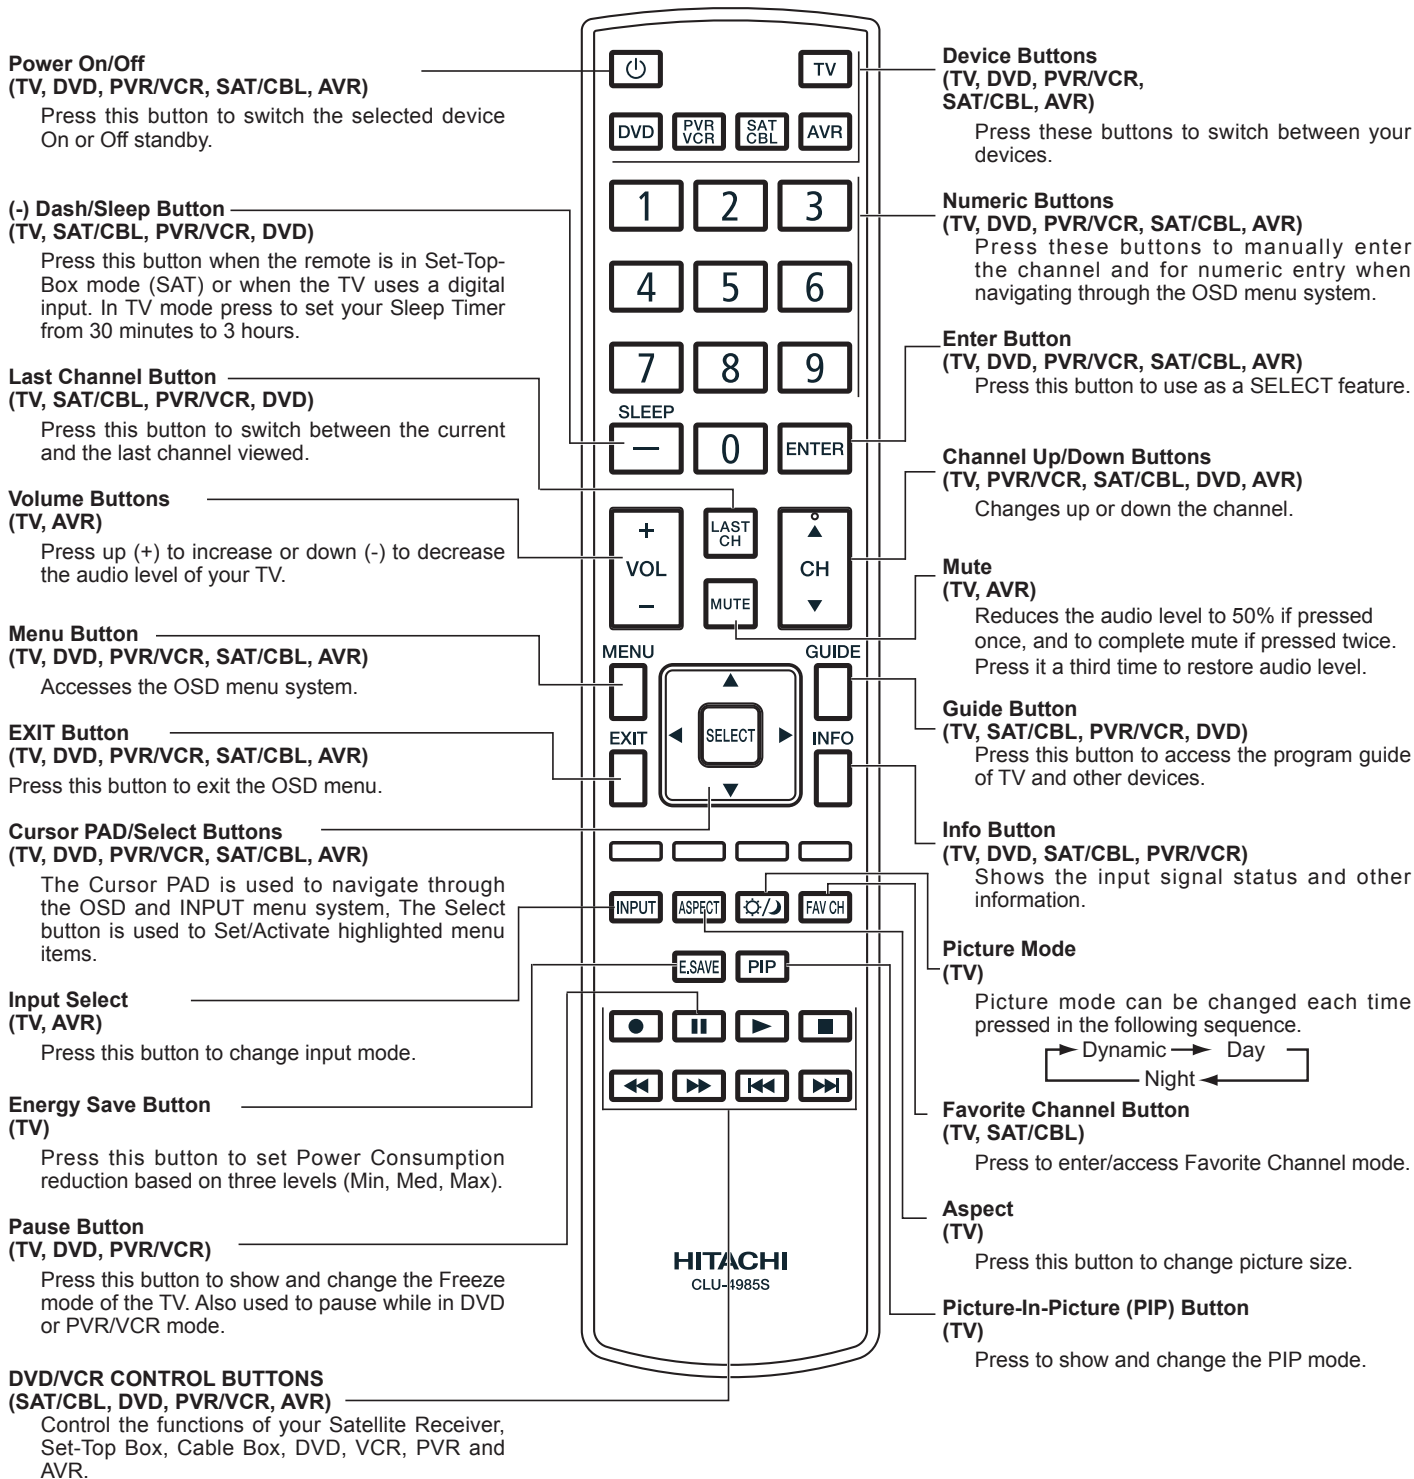 Power On/Off
(TV, DVD, PVR/VCR, SAT/CBL, AVR)
Press this button to switch the selected device
On or Off standby.
(-) Dash/Sleep Button
(TV, SAT/CBL, PVR/VCR, DVD)
Press this button when the remote is in Set-Top-
Box mode (SAT) or when the TV uses a digital
input. In TV mode press to set your Sleep Timer
from 30 minutes to 3 hours.
Last Channel Button
(TV, SAT/CBL, PVR/VCR, DVD)
Press this button to switch between the current
and the last channel viewed.
Volume Buttons
(TV, AVR)
Press up (+) to increase or down (-) to decrease
the audio level of your TV.
Menu Button
(TV, DVD, PVR/VCR, SAT/CBL, AVR)
Accesses the OSD menu system.
EXIT Button
(TV, DVD, PVR/VCR, SAT/CBL, AVR)
Press this button to exit the OSD menu.
Cursor PAD/Select Buttons
(TV, DVD, PVR/VCR, SAT/CBL, AVR)
The Cursor PAD is used to navigate through
the OSD and INPUT menu system, The Select
button is used to Set/Activate highlighted menu
items.
Input Select
(TV, AVR)
Press this button to change input mode.
Energy Save Button
(TV)
Press this button to set Power Consumption
reduction based on three levels (Min, Med, Max).
Pause Button
(TV, DVD, PVR/VCR)
Press this button to show and change the Freeze
mode of the TV. Also used to pause while in DVD
or PVR/VCR mode.
DVD/VCR CONTROL BUTTONS
(SAT/CBL, DVD, PVR/VCR, AVR)
Control the functions of your Satellite Receiver,
Set-Top Box, Cable Box, DVD, VCR, PVR and
AVR.
TV
DVD
PVR
VCR
SAT
CBL
AVR
1 2 3
4 5 6
7 8 9
SLEEP
— 0 ENTER
+
VOL
–
LAST
CH
MUTE
CH
MENU
GUIDE
EXIT
SELECT
INFO
INPUT
ASPECT
/
FAV CH
E.SAVE
PIP
HITACHI
CLU-4985S
Device Buttons
(TV, DVD, PVR/VCR,
SAT/CBL, AVR)
Press these buttons to switch between your
devices.
Numeric Buttons
(TV, DVD, PVR/VCR, SAT/CBL, AVR)
Press these buttons to manually enter
the channel and for numeric entry when
navigating through the OSD menu system.
Enter Button
(TV, DVD, PVR/VCR, SAT/CBL, AVR)
Press this button to use as a SELECT feature.
Channel Up/Down Buttons
(TV, PVR/VCR, SAT/CBL, DVD, AVR)
Changes up or down the channel.
Mute
(TV, AVR)
Reduces the audio level to 50% if pressed
once, and to complete mute if pressed twice.
Press it a third time to restore audio level.
Guide Button
(TV, SAT/CBL, PVR/VCR, DVD)
Press this button to access the program guide
of TV and other devices.
Info Button
(TV, DVD, SAT/CBL, PVR/VCR)
Shows the input signal status and other
information.
Picture Mode
(TV)
Picture mode can be changed each time
pressed in the following sequence.
Dynamic Day
Night
Favorite Channel Button
(TV, SAT/CBL)
Press to enter/access Favorite Channel mode.
Aspect
(TV)
Press this button to change picture size.
Picture-In-Picture (PIP) Button
(TV)
Press to show and change the PIP mode.